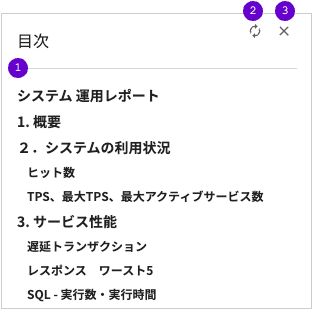 2 3
目次
1
システム 運用レポート
1. 概要
２．システムの利用状況
ヒット数
TPS、最大TPS、最大アクティブサービス数
3. サービス性能
遅延トランザクション
レスポンス　ワースト5
SQL - 実行数・実行時間